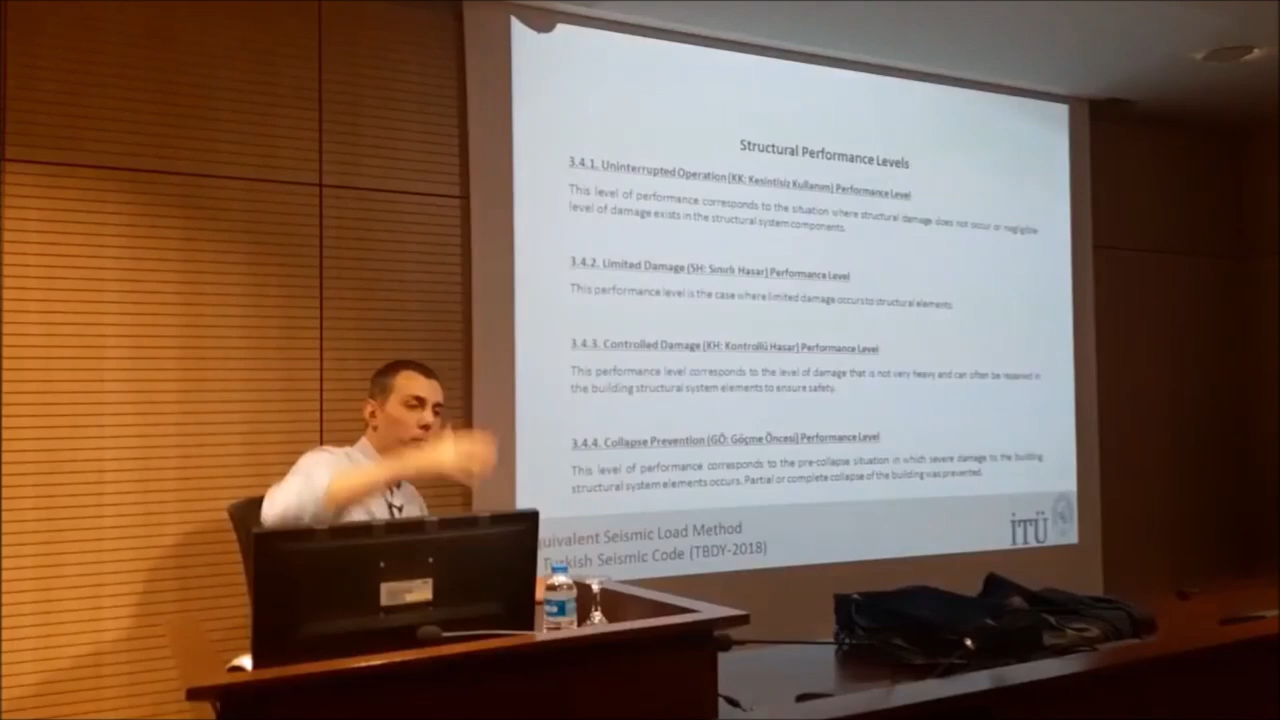 Structural Performance Levels
3.4.1. Uninterrupted Operation (KK: Kesintisiz Kullanım) Performance Level
This level of performance corresponds to the situation where structural damage does not occur or negligible
level of damage exists in the structural system components.
3.4.2. Limited Damage (SH: Sınırlı Hasar) Performance Level
This performance level is the case where limited damage occurs to structural elements.
3.4.3. Controlled Damage (KH: Kontrollü Hasar) Performance Level
This performance level corresponds to the level of damage that is not very heavy and can often be repaired in
the building structural system elements to ensure safety.
3.4.4. Collapse Prevention (GÖ: Göçme Öncesi) Performance Level
This level of performance corresponds to the pre-collapse situation in which severe damage to the building
structural system elements occurs. Partial or complete collapse of the building was prevented.
quivalent Seismic Load Method
Turkish Seismic Code (TBDY-2018)
İTÜ